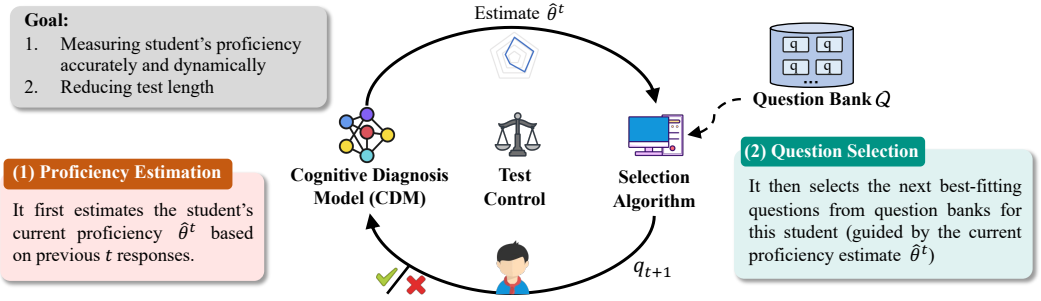 Goal:
1. Measuring student's proficiency
accurately and dynamically
2. Reducing test length
Estimate θ̂ᵗ
q q
q q
...
Question Bank Q
(1) Proficiency Estimation
It first estimates the student's
current proficiency θ̂ᵗ based
on previous t responses.
Cognitive Diagnosis
Model (CDM)
Test
Control
Selection
Algorithm
(2) Question Selection
It then selects the next best-fitting
questions from question banks for
this student (guided by the current
proficiency estimate θ̂ᵗ)
qₜ₊₁